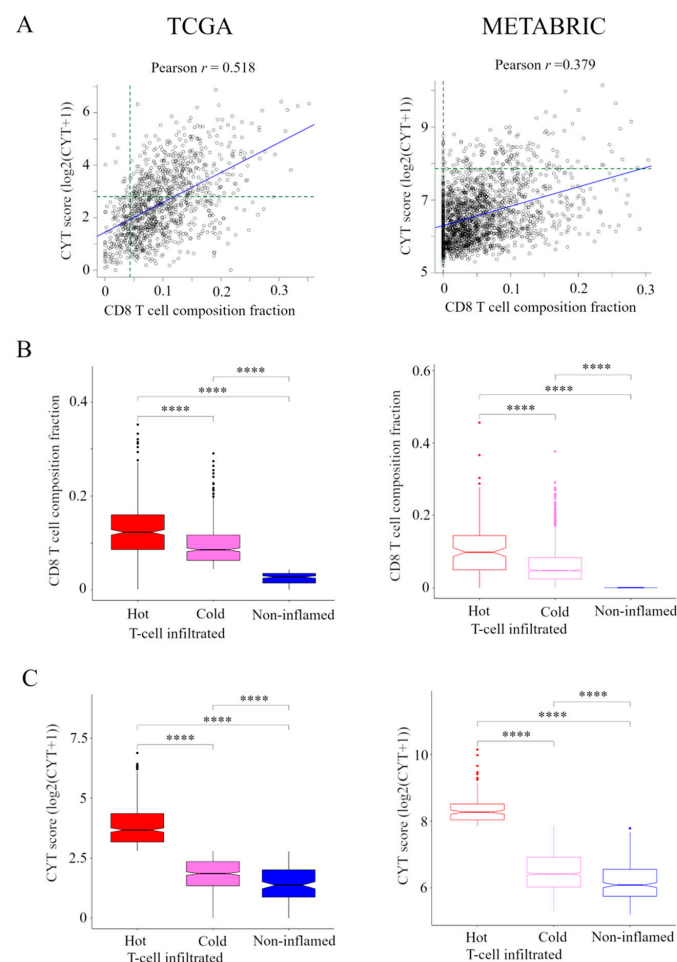 A
TCGA
METABRIC
Pearson r = 0.518
Pearson r =0.379
CYT score (log2(CYT+1))
6
4
2
0
0
0.1
0.2
0.3
CD8 T cell composition fraction
CYT score (log2(CYT+1))
9
7
5
0
0.1
0.2
0.3
CD8 T cell composition fraction
B
CD8 T cell composition fraction
0.4
0.2
0
****
****
****
Hot
Cold
Non-inflamed
T-cell infiltrated
CD8 T cell composition fraction
0.6
0.4
0.2
0
****
****
****
Hot
Cold
Non-inflamed
T-cell infiltrated
C
CYT score (log2(CYT+1))
7.5
5
2.5
0
****
****
****
Hot
Cold
Non-inflamed
T-cell infiltrated
CYT score (log2(CYT+1))
10
8
6
****
****
****
Hot
Cold
Non-inflamed
T-cell infiltrated